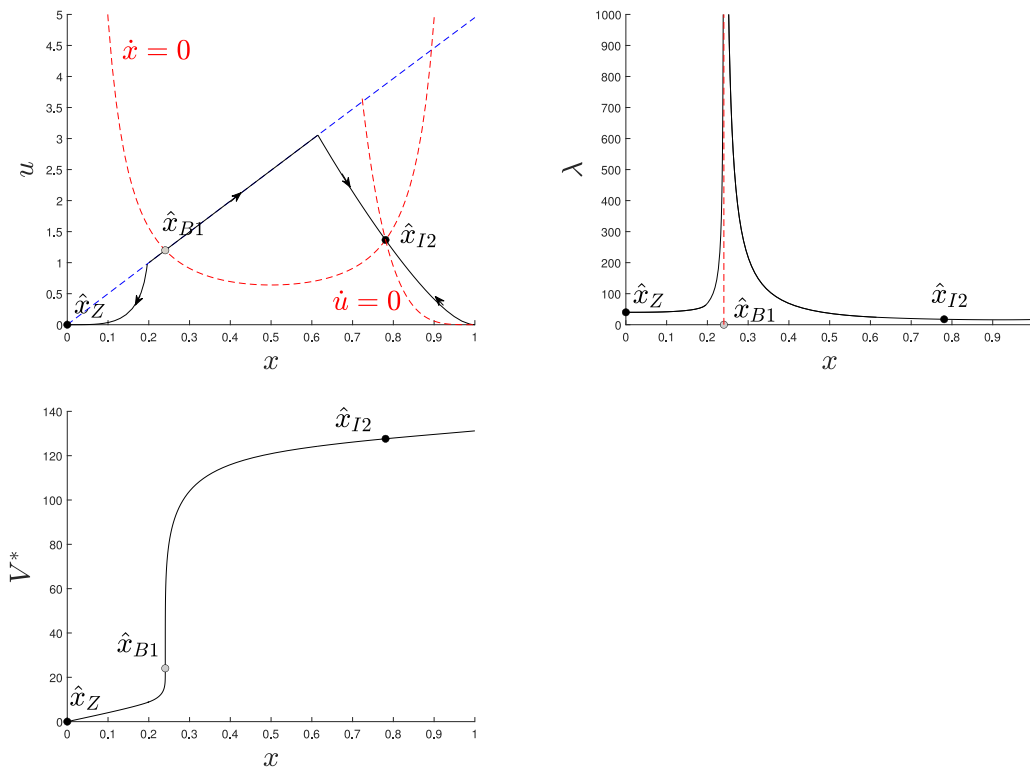 5
4.5
4
3.5
3
2.5
2
1.5
1
0.5
0
u
ẋ = 0
x̂_{B1}
x̂_{I2}
x̂_Z
u̇ = 0
0 0.1 0.2 0.3 0.4 0.5 0.6 0.7 0.8 0.9 1
x
1000
900
800
700
600
500
400
300
200
100
0
λ
x̂_Z
x̂_{B1}
x̂_{I2}
0 0.1 0.2 0.3 0.4 0.5 0.6 0.7 0.8 0.9
x
140
120
100
80
60
40
20
0
V*
x̂_{I2}
x̂_{B1}
x̂_Z
0 0.1 0.2 0.3 0.4 0.5 0.6 0.7 0.8 0.9 1
x